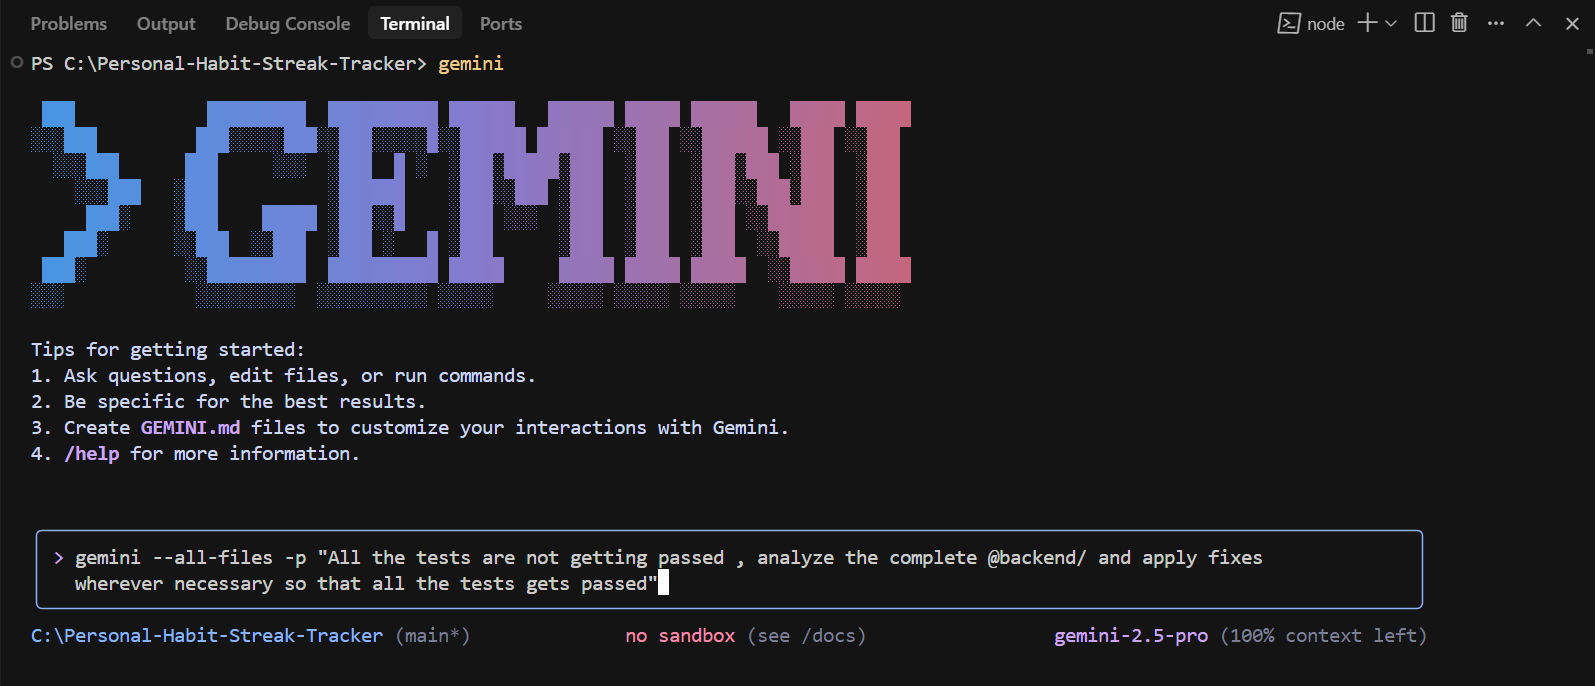 Problems Output Debug Console Terminal Ports node
PS C:\Personal-Habit-Streak-Tracker> gemini
> GEMINI
Tips for getting started:
1. Ask questions, edit files, or run commands.
2. Be specific for the best results.
3. Create GEMINI.md files to customize your interactions with Gemini.
4. /help for more information.
> gemini --all-files -p "All the tests are not getting passed , analyze the complete @backend/ and apply fixes
wherever necessary so that all the tests gets passed"
C:\Personal-Habit-Streak-Tracker (main*) no sandbox (see /docs) gemini-2.5-pro (100% context left)